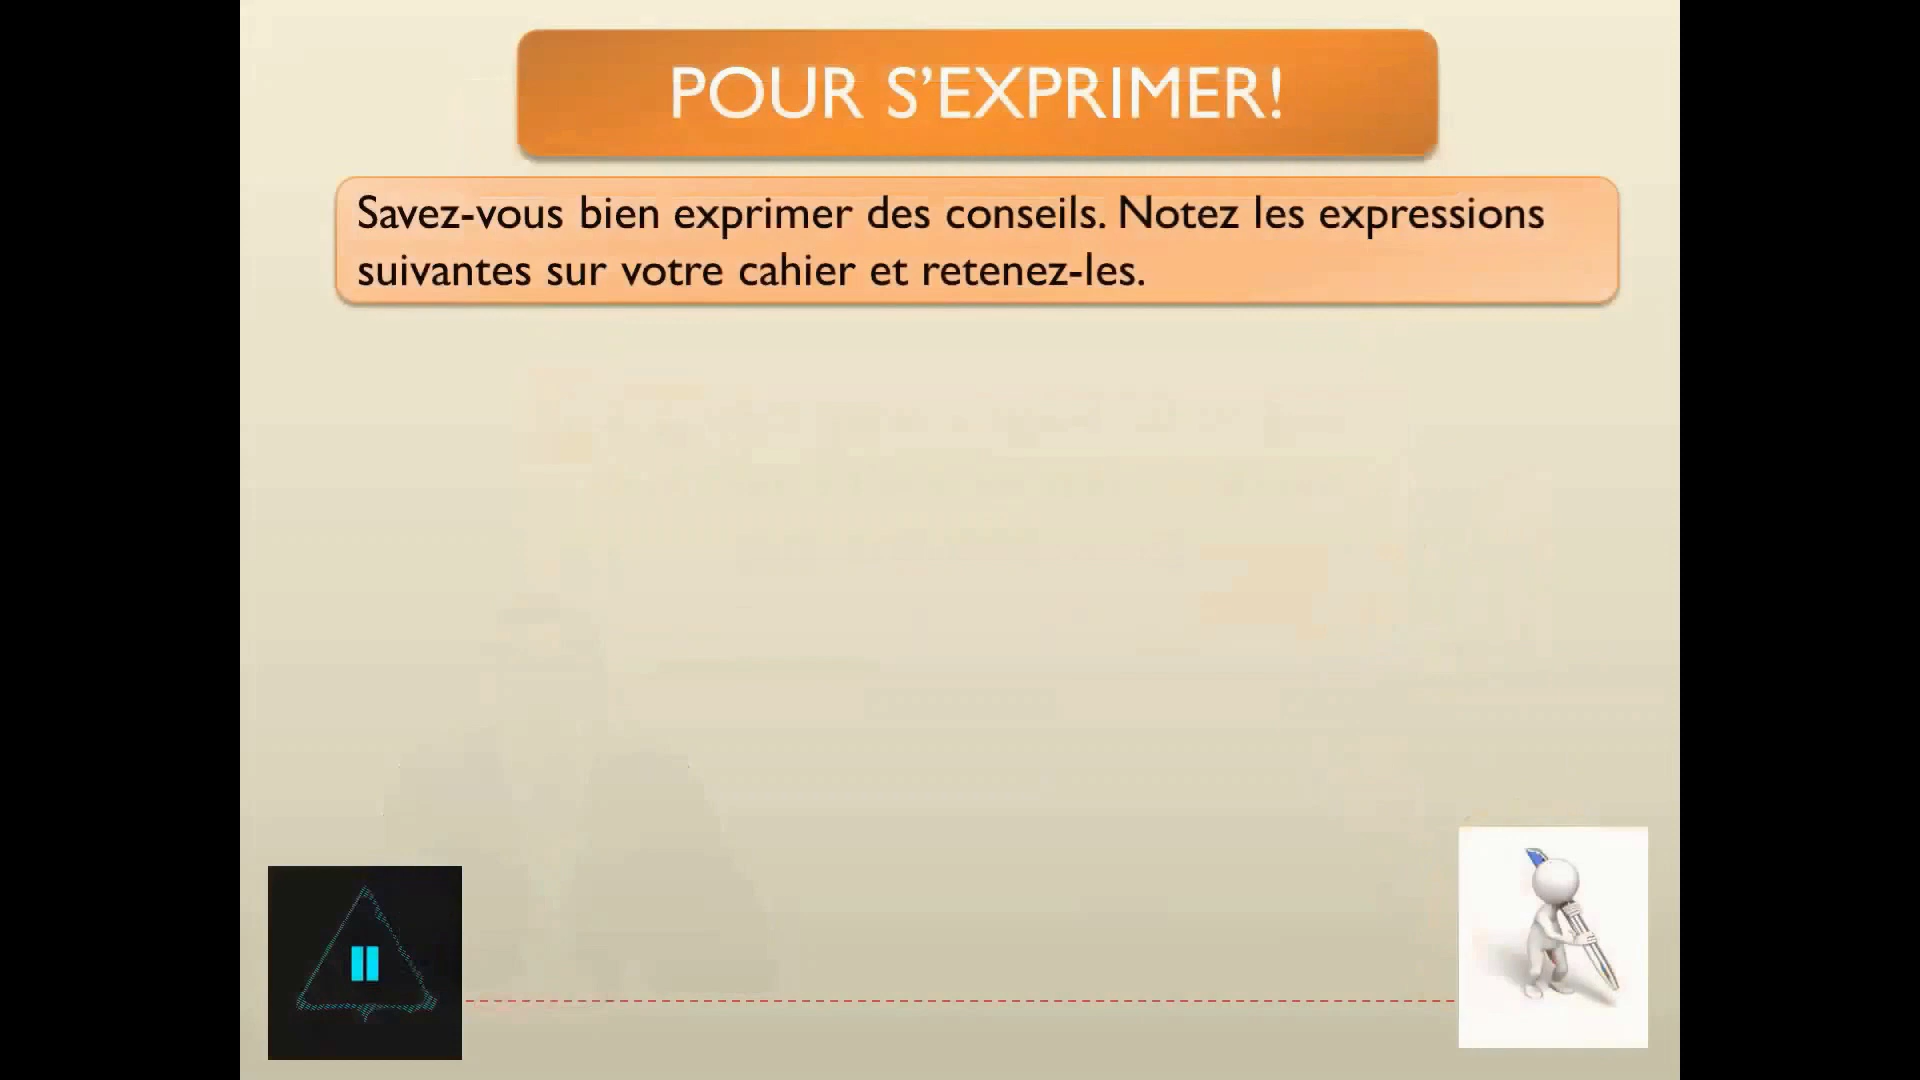 POUR S’EXPRIMER!
Savez-vous bien exprimer des conseils. Notez les expressions
suivantes sur votre cahier et retenez-les.